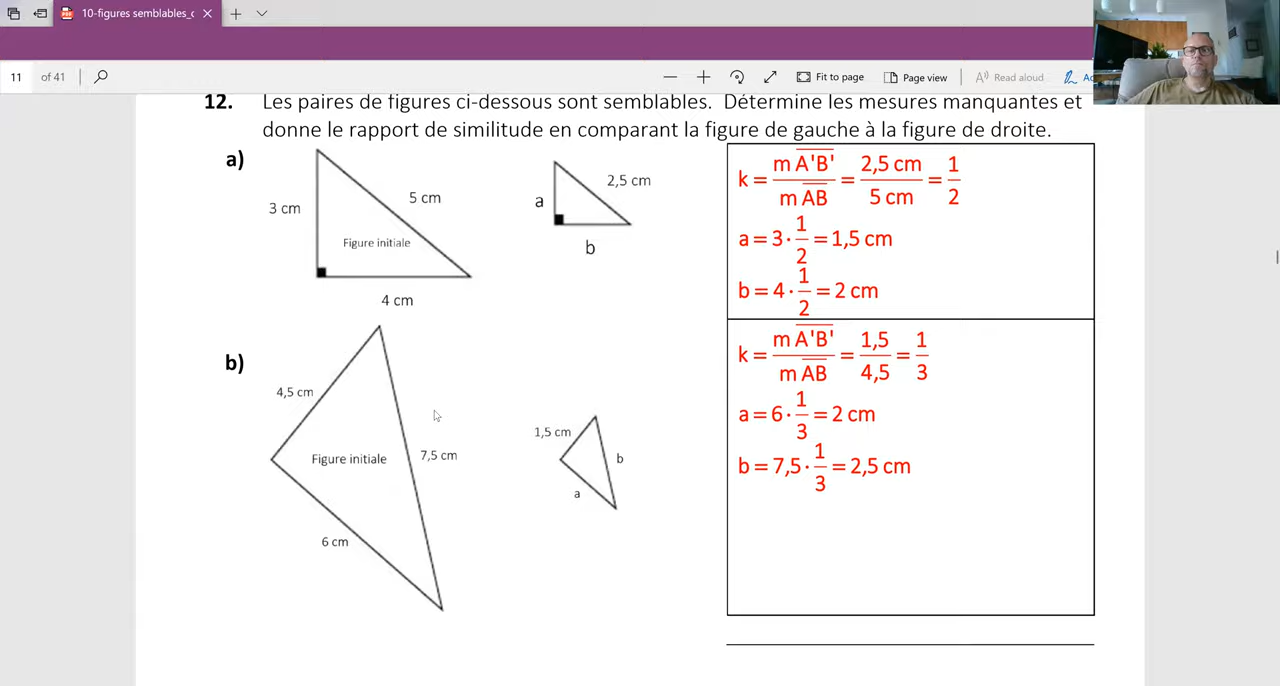 10-figures semblables_c
11 of 41
Fit to page
Page view
Read aloud
12. Les paires de figures ci-dessous sont semblables. Détermine les mesures manquantes et
donne le rapport de similitude en comparant la figure de gauche à la figure de droite.
a)
3 cm
5 cm
Figure initiale
4 cm
2,5 cm
a
b
k = m A'B' / m AB = 2,5 cm / 5 cm = 1/2
a = 3 · 1/2 = 1,5 cm
b = 4 · 1/2 = 2 cm
b)
4,5 cm
Figure initiale
7,5 cm
6 cm
1,5 cm
b
a
k = m A'B' / m AB = 1,5 / 4,5 = 1/3
a = 6 · 1/3 = 2 cm
b = 7,5 · 1/3 = 2,5 cm